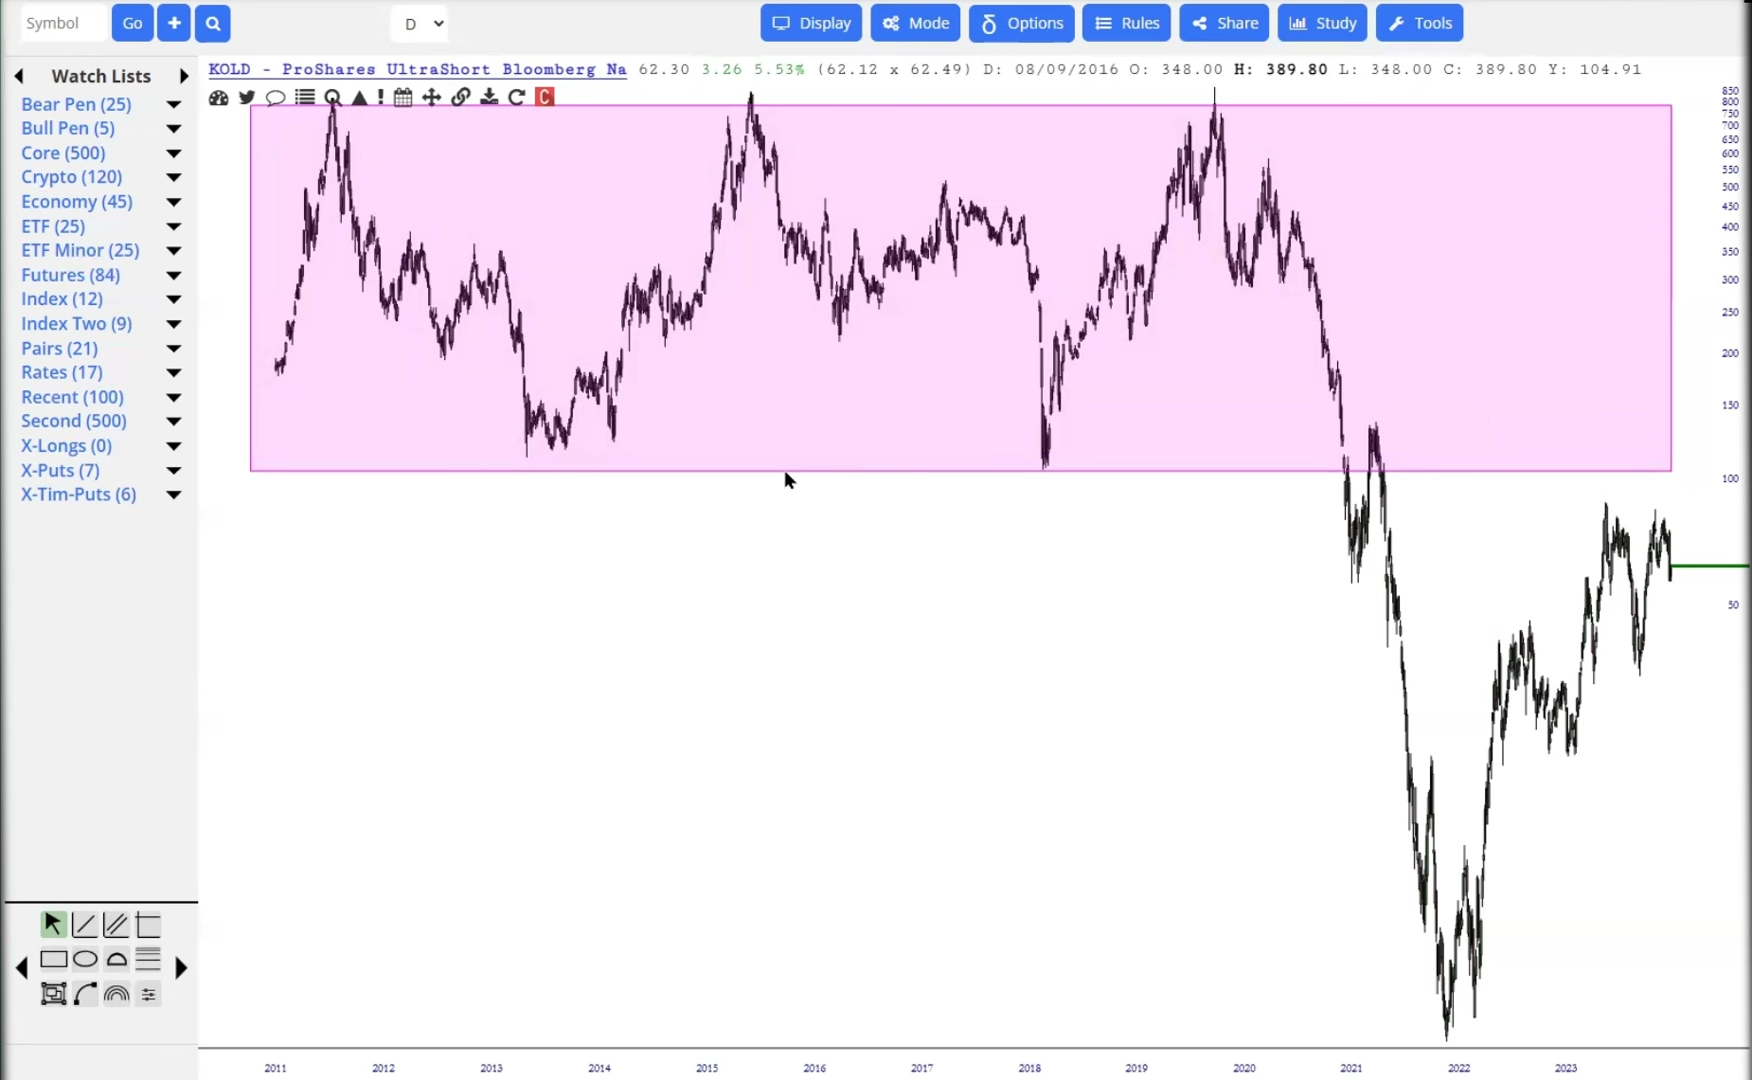 Symbol Go + D Display Mode Options Rules Share Study Tools
Watch Lists
Bear Pen (25)
Bull Pen (5)
Core (500)
Crypto (120)
Economy (45)
ETF (25)
ETF Minor (25)
Futures (84)
Index (12)
Index Two (9)
Pairs (21)
Rates (17)
Recent (100)
Second (500)
X-Longs (0)
X-Puts (7)
X-Tim-Puts (6)
KOLD - ProShares UltraShort Bloomberg Na 62.30 3.26 5.53% (62.12 x 62.49) D: 08/09/2016 O: 348.00 H: 389.80 L: 348.00 C: 389.80 Y: 104.91
C
850
800
750
700
650
600
550
500
450
400
350
300
250
200
150
100
50
2011 2012 2013 2014 2015 2016 2017 2018 2019 2020 2021 2022 2023